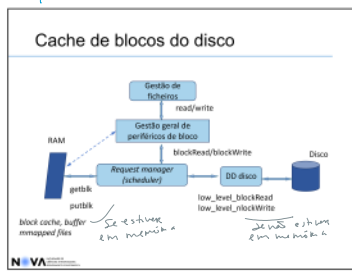 Cache de blocos do disco
Gestão de
ficheiros
read/write
Gestão geral de
periféricos de bloco
RAM
blockRead/blockWrite
Disco
getblk
Request manager
(scheduler)
DD disco
putblk
low_level_blockRead
low_level_nlockWrite
block cache, buffer
mmapped files
Se estiver
em memória
se não estiver
em memória
NOVA